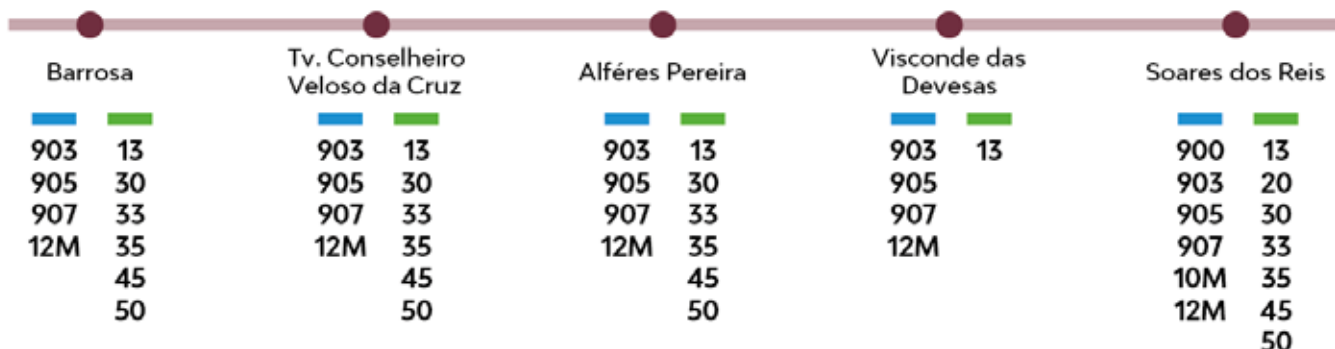 Barrosa
Tv. Conselheiro
Veloso da Cruz
Alféres Pereira
Visconde das
Devesas
Soares dos Reis
903 13
905 30
907 33
12M 35
45
50
903 13
905 30
907 33
12M 35
45
50
903 13
905 30
907 33
12M 35
45
50
903 13
905
907
12M
900 13
903 20
905 30
907 33
10M 35
12M 45
50